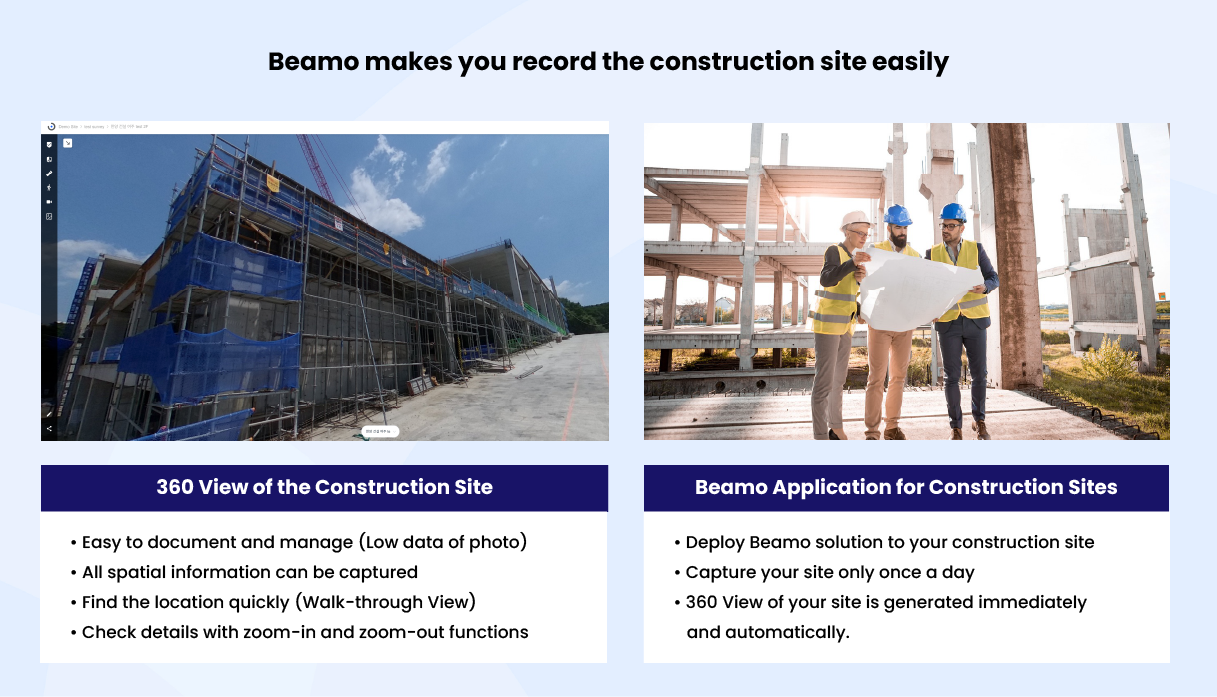 Beamo makes you record the construction site easily
360 View of the Construction Site
• Easy to document and manage (Low data of photo)
• All spatial information can be captured
• Find the location quickly (Walk-through View)
• Check details with zoom-in and zoom-out functions
Beamo Application for Construction Sites
• Deploy Beamo solution to your construction site
• Capture your site only once a day
• 360 View of your site is generated immediately
and automatically.